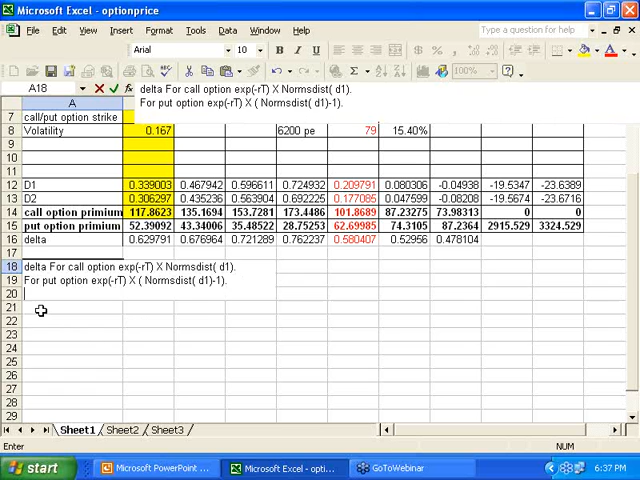 Microsoft Excel - optionprice
File Edit View Insert Format Tools Data Window Help
Type a question for help
Arial 10 B I U
100%
A18 fx delta For call option exp(-rT) X Normsdist( d1).
For put option exp(-rT) X ( Normsdist( d1)-1).
A
7 call/put option strike
8 Volatility 0.167 6200 pe 79 15.40%
9
10
11
12 D1 0.339003 0.467942 0.596611 0.724932 0.209791 0.080306 -0.04938 -19.5347 -23.6389
13 D2 0.306297 0.435236 0.563904 0.692225 0.177085 0.047599 -0.08208 -19.5674 -23.6716
14 call option primium 117.8623 135.1694 153.7281 173.4486 101.8689 87.23275 73.98313 0 0
15 put option primium 52.39092 43.34006 35.48522 28.75253 62.69985 74.3105 87.2364 2915.529 3324.529
16 delta 0.629791 0.676964 0.721289 0.762237 0.580407 0.52956 0.478104
17
18 delta For call option exp(-rT) X Normsdist( d1).
19 For put option exp(-rT) X ( Normsdist( d1)-1).
20
21
22
23
24
25
26
27
28
29
Sheet1 Sheet2 Sheet3
Enter NUM
start Microsoft PowerPoint ... Microsoft Excel - opti... GoToWebinar 6:37 PM